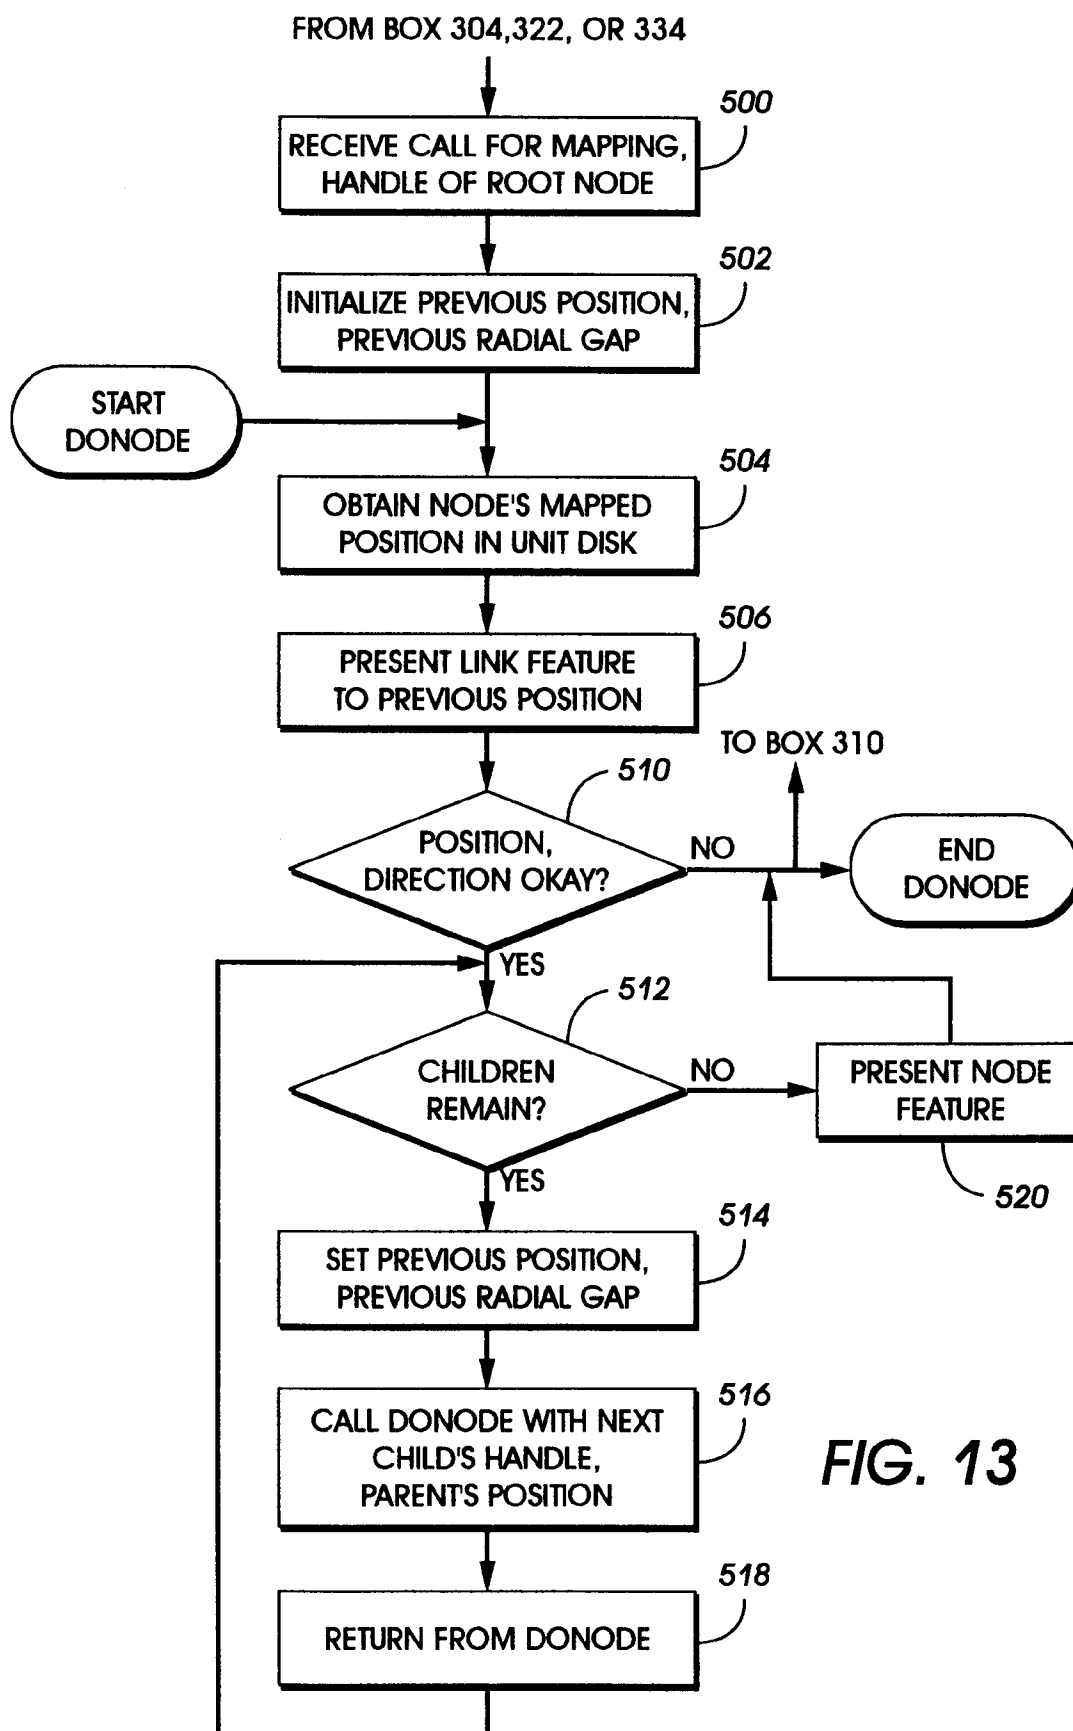 FROM BOX 304,322, OR 334
500
RECEIVE CALL FOR MAPPING,
HANDLE OF ROOT NODE
502
INITIALIZE PREVIOUS POSITION,
PREVIOUS RADIAL GAP
START
DONODE
504
OBTAIN NODE'S MAPPED
POSITION IN UNIT DISK
506
PRESENT LINK FEATURE
TO PREVIOUS POSITION
TO BOX 310
510
POSITION,
DIRECTION OKAY?
NO
END
DONODE
YES
512
CHILDREN
REMAIN?
NO
PRESENT NODE
FEATURE
520
YES
514
SET PREVIOUS POSITION,
PREVIOUS RADIAL GAP
516
CALL DONODE WITH NEXT
CHILD'S HANDLE,
PARENT'S POSITION
FIG. 13
518
RETURN FROM DONODE